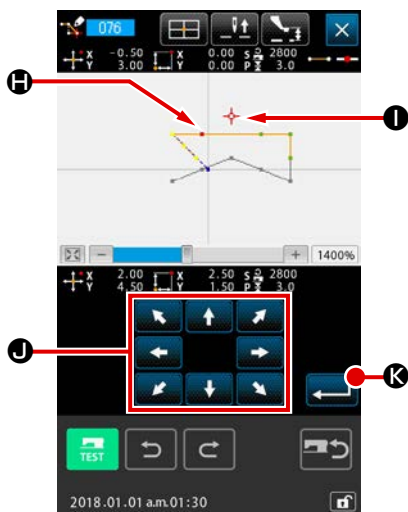 076
X -0.50 X 0.00 S 2800
Y 3.00 Y 0.00 P 3.0
H
I
− + 1400%
X 2.00 X 2.50 S 2800
Y 4.50 Y 1.50 P 3.0
J
K
TEST
2018.01.01 a.m.01:30